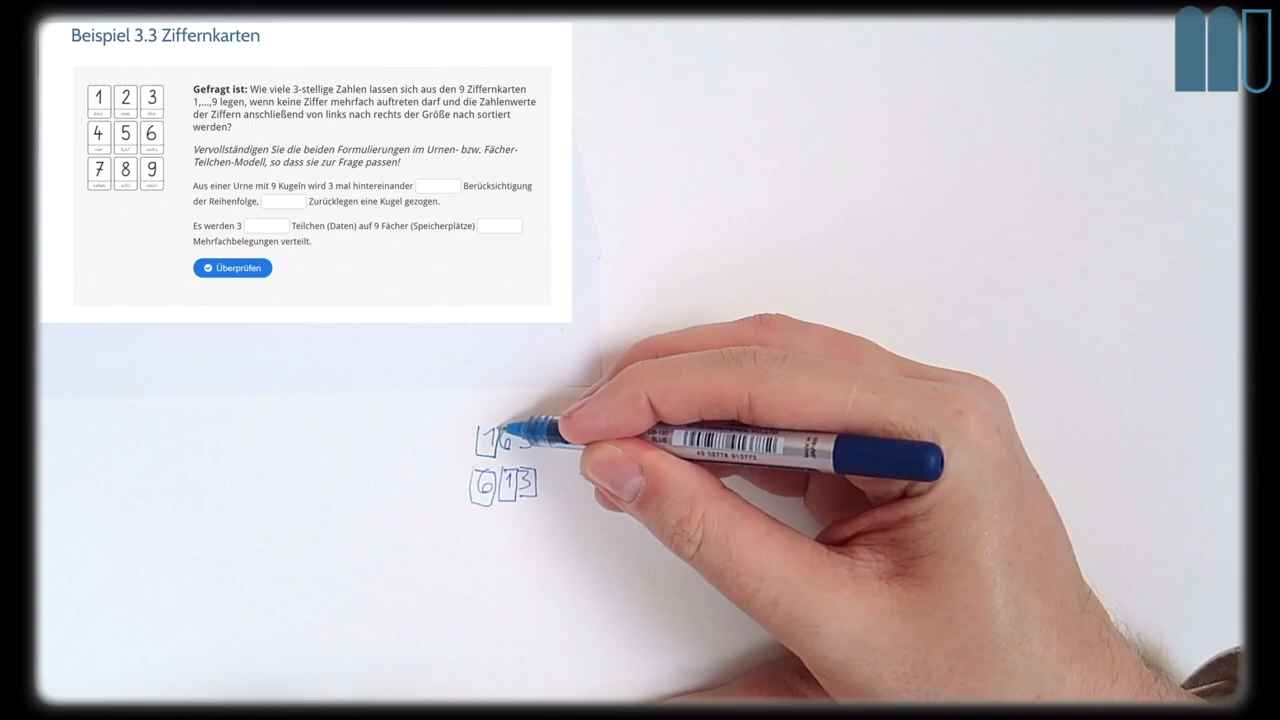 Beispiel 3.3 Ziffernkarten
1 2 3
4 5 6
7 8 9
Gefragt ist: Wie viele 3-stellige Zahlen lassen sich aus den 9 Ziffernkarten
1,...,9 legen, wenn keine Ziffer mehrfach auftreten darf und die Zahlenwerte
der Ziffern anschließend von links nach rechts der Größe nach sortiert
werden?
Vervollständigen Sie die beiden Formulierungen im Urnen- bzw. Fächer-
Teilchen-Modell, so dass sie zur Frage passen!
Aus einer Urne mit 9 Kugeln wird 3 mal hintereinander Berücksichtigung
der Reihenfolge, Zurücklegen eine Kugel gezogen.
Es werden 3 Teilchen (Daten) auf 9 Fächer (Speicherplätze)
Mehrfachbelegungen verteilt.
Überprüfen
163
613
BLUE